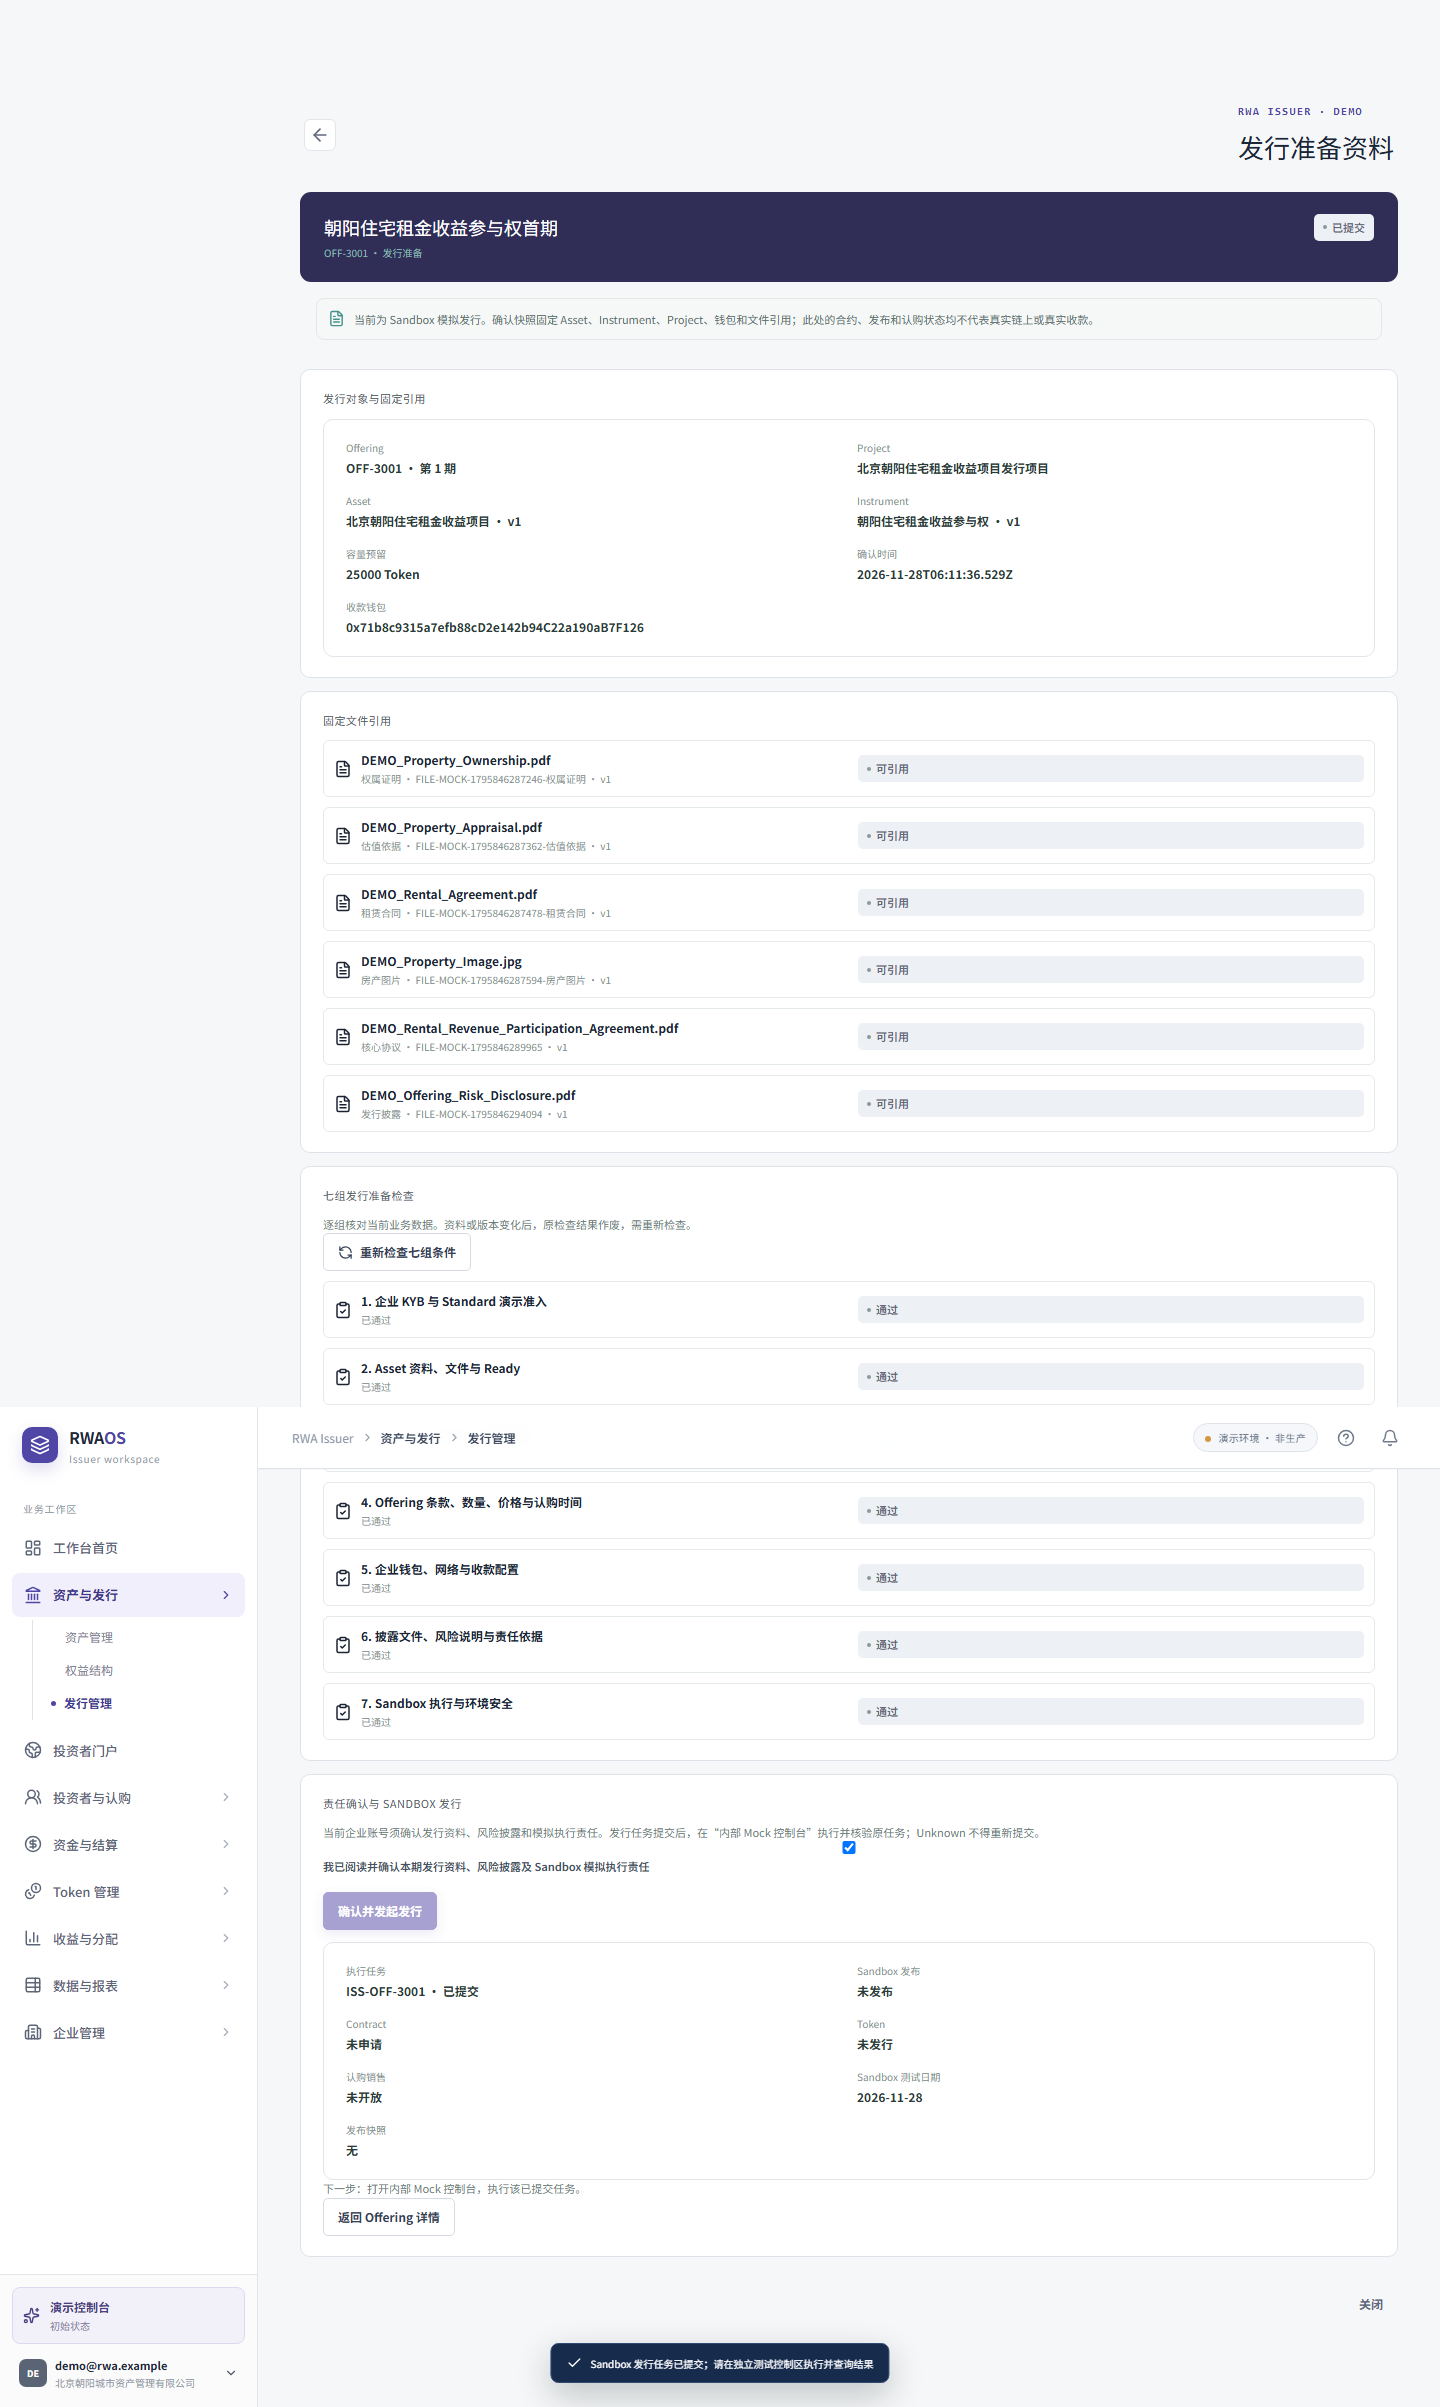 RWA ISSUER · DEMO
发行准备资料
朝阳住宅租金收益参与权首期
OFF-3001 · 发行准备
已提交
当前为 Sandbox 模拟发行。确认快照固定 Asset、Instrument、Project、钱包和文件引用；此处的合约、发布和认购状态均不代表真实链上或真实收款。
发行对象与固定引用
Offering
OFF-3001 · 第 1 期
Project
北京朝阳住宅租金收益项目发行项目
Asset
北京朝阳住宅租金收益项目 · v1
Instrument
朝阳住宅租金收益参与权 · v1
容量预留
25000 Token
确认时间
2026-11-28T06:11:36.529Z
收款钱包
0x71b8c9315a7efb88cD2e142b94C22a190aB7F126
固定文件引用
DEMO_Property_Ownership.pdf
权属证明 · FILE-MOCK-1795846287246-权属证明 · v1
可引用
DEMO_Property_Appraisal.pdf
估值依据 · FILE-MOCK-1795846287362-估值依据 · v1
可引用
DEMO_Rental_Agreement.pdf
租赁合同 · FILE-MOCK-1795846287478-租赁合同 · v1
可引用
DEMO_Property_Image.jpg
房产图片 · FILE-MOCK-1795846287594-房产图片 · v1
可引用
DEMO_Rental_Revenue_Participation_Agreement.pdf
核心协议 · FILE-MOCK-1795846289965 · v1
可引用
DEMO_Offering_Risk_Disclosure.pdf
发行披露 · FILE-MOCK-1795846294094 · v1
可引用
七组发行准备检查
逐组核对当前业务数据。资料或版本变化后，原检查结果作废，需重新检查。
重新检查七组条件
1. 企业 KYB 与 Standard 演示准入
已通过
通过
2. Asset 资料、文件与 Ready
已通过
通过
RWAOS
Issuer workspace
RWA Issuer > 资产与发行 > 发行管理
演示环境 · 非生产
4. Offering 条款、数量、价格与认购时间
已通过
通过
5. 企业钱包、网络与收款配置
已通过
通过
6. 披露文件、风险说明与责任依据
已通过
通过
7. Sandbox 执行与环境安全
已通过
通过
业务工作区
工作台首页
资产与发行
资产管理
权益结构
发行管理
投资者门户
投资者与认购
资金与结算
Token 管理
收益与分配
数据与报表
企业管理
责任确认与 SANDBOX 发行
当前企业账号须确认发行资料、风险披露和模拟执行责任。发行任务提交后，在“内部 Mock 控制台”执行并核验原任务；Unknown 不得重新提交。
我已阅读并确认本期发行资料、风险披露及 Sandbox 模拟执行责任
确认并发起发行
执行任务
ISS-OFF-3001 · 已提交
Sandbox 发布
未发布
Contract
未申请
Token
未发行
认购销售
未开放
Sandbox 测试日期
2026-11-28
发布快照
无
下一步：打开内部 Mock 控制台，执行该已提交任务。
返回 Offering 详情
关闭
演示控制台
初始状态
DE
demo@rwa.example
北京朝阳城市资产管理有限公司
Sandbox 发行任务已提交；请在独立测试控制区执行并查询结果